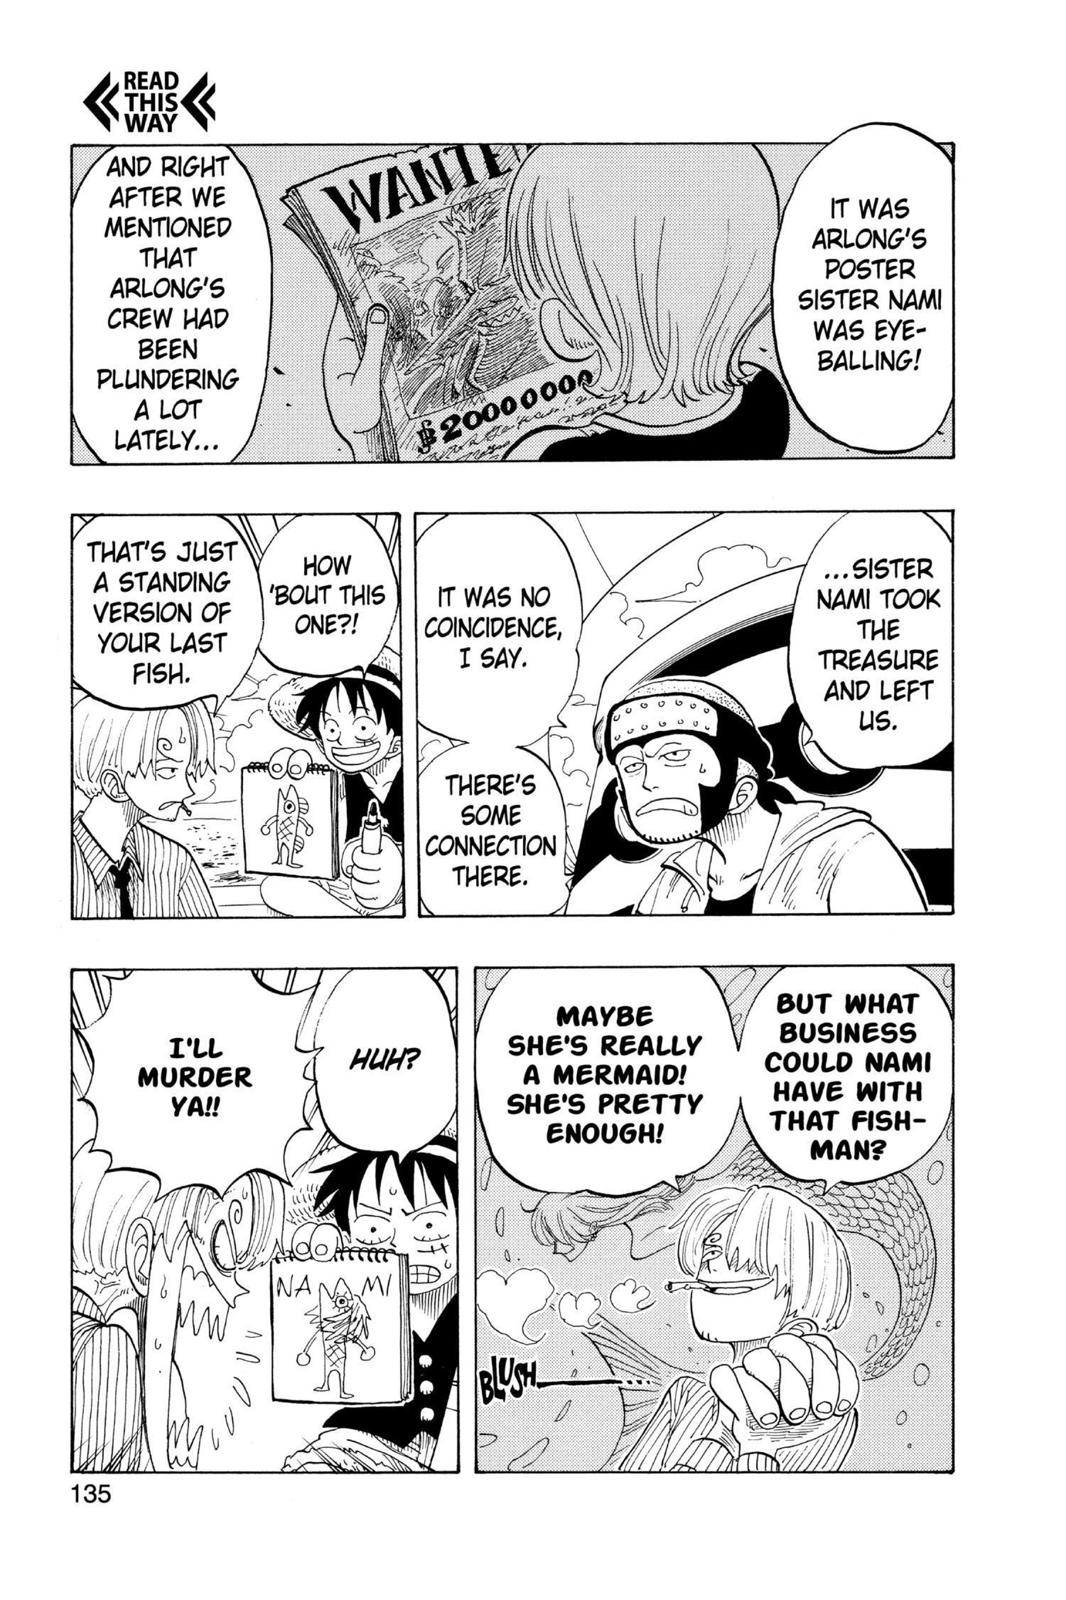 READ
THIS
WAY
IT WAS
ARLONG'S
POSTER
SISTER NAMI
WAS EYE-
BALLING!
WANTE
฿20000000
AND RIGHT
AFTER WE
MENTIONED
THAT
ARLONG'S
CREW HAD
BEEN
PLUNDERING
A LOT
LATELY...
...SISTER
NAMI TOOK
THE
TREASURE
AND LEFT
US.
IT WAS NO
COINCIDENCE,
I SAY.
THERE'S
SOME
CONNECTION
THERE.
HOW
'BOUT THIS
ONE?!
THAT'S JUST
A STANDING
VERSION OF
YOUR LAST
FISH.
BUT WHAT
BUSINESS
COULD NAMI
HAVE WITH
THAT FISH-
MAN?
MAYBE
SHE'S REALLY
A MERMAID!
SHE'S PRETTY
ENOUGH!
BLUSH
HUH?
NAMI
I'LL
MURDER
YA!!
135